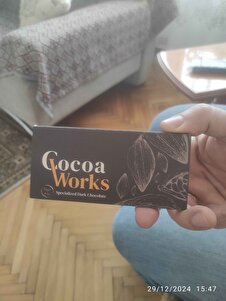 Cocoa
Works
Specialized Dark Chocolate
29/12/2024 15:47